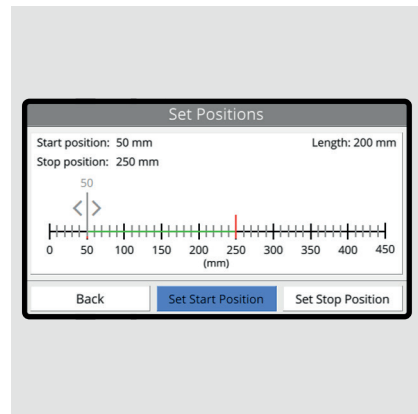 Set Positions
Start position: 50 mm
Length: 200 mm
Stop position: 250 mm
50
0 50 100 150 200 250 300 350 400 450
(mm)
Back
Set Start Position
Set Stop Position